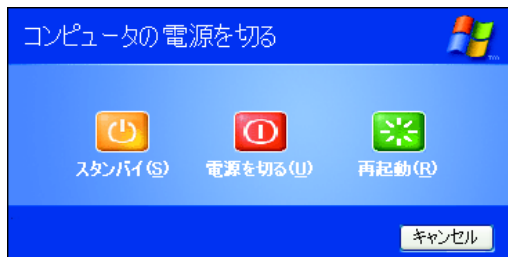 コンピュータの電源を切る
TM
スタンバイ(S)
電源を切る(U)
再起動(R)
キャンセル